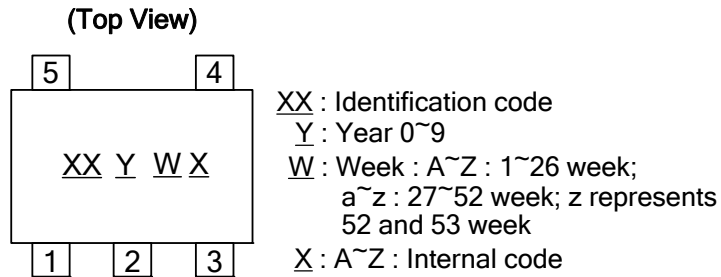 (Top View)
5 4
XX Y W X
1 2 3
XX : Identification code
Y : Year 0~9
W : Week : A~Z : 1~26 week;
a~z : 27~52 week; z represents
52 and 53 week
X : A~Z : Internal code